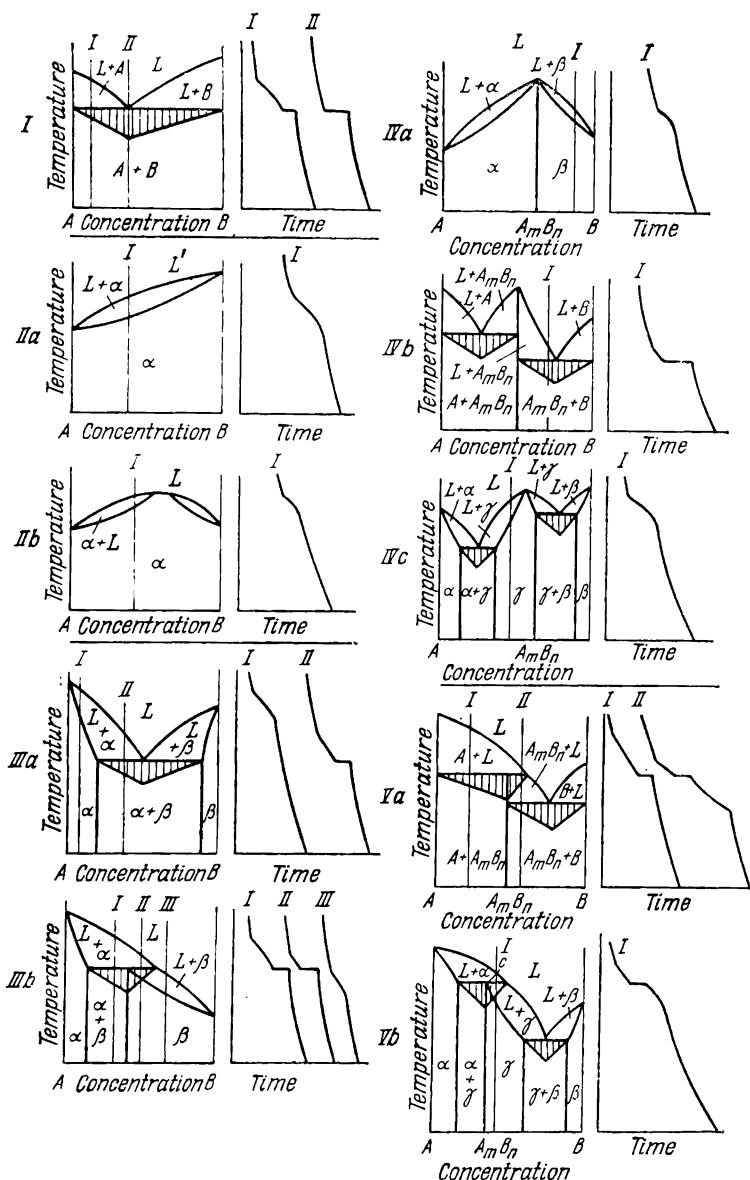 I
I II
Temperature
I II
L+A
L
L+B
A + B
A Concentration B
Time
IIa
Temperature
I
L'
L+α
α
I
A Concentration B
Time
IIb
Temperature
I
L
α+L
α
I
A Concentration B
Time
IIIa
Temperature
I
II
L
L+
α
L
+β
α
α+β
β
I
II
A Concentration B
Time
IIIb
Temperature
I II III
L
L+
α
L+β
α
α
+
β
β
I II III
A Concentration B
Time
IVa
Temperature
L
I
L+α
L+β
α
β
I
A AmBn B
Concentration
Time
IVb
Temperature
L+AmBn
L+A
I
L+B
L+AmBn
A+AmBn
AmBn+B
I
A Concentration B
Time
IVc
Temperature
L+α
L+γ
L
I
L+γ
L+β
α
α+γ
γ
γ+β
β
I
A AmBn B
Concentration
Time
Va
Temperature
I
II
L
A+L
AmBn+L
B+L
A+AmBn
AmBn+B
I II
A AmBn B
Concentration
Time
Vb
Temperature
I
c
L
L+α
L+γ
L+β
α
α
+
γ
γ
γ+β
β
I
A AmBn B
Concentration
Time